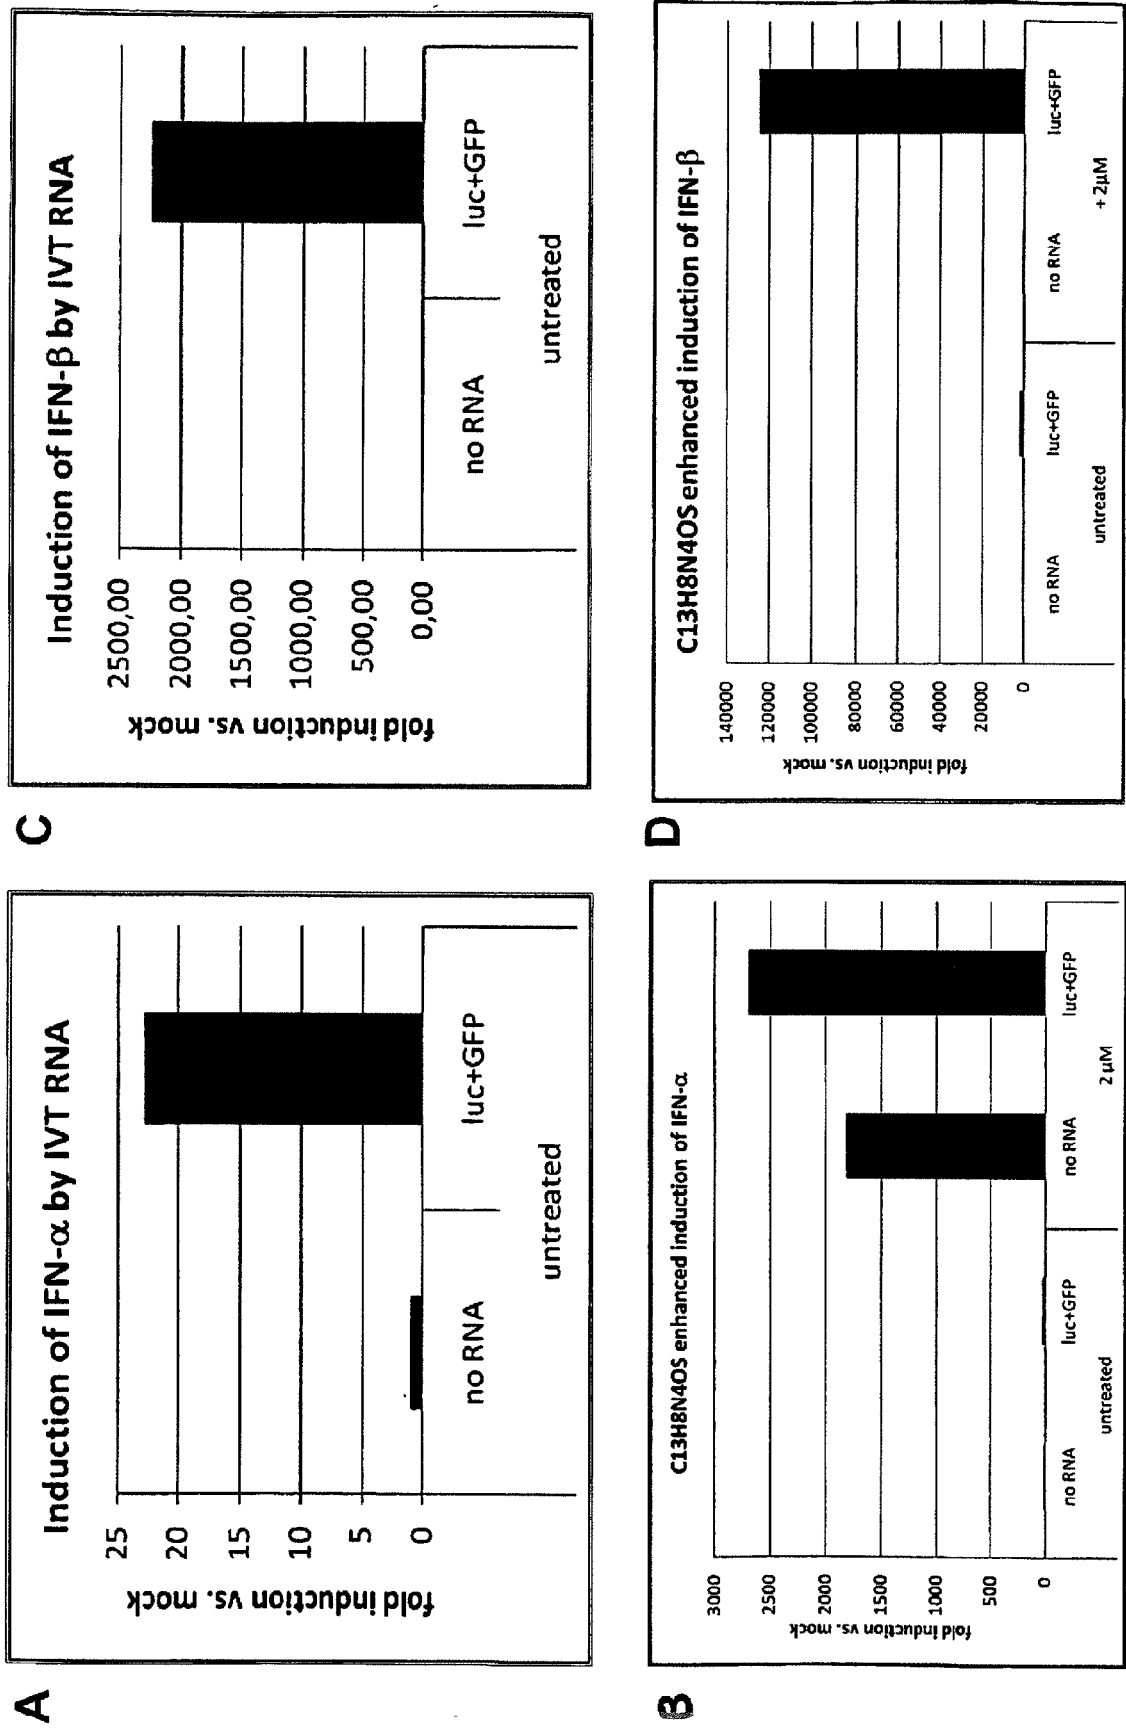 A
Induction of IFN-α by IVT RNA
fold induction vs. mock
25
20
15
10
5
0
no RNA
luc+GFP
untreated
B
C13H8N4OS enhanced induction of IFN-α
fold induction vs. mock
3000
2500
2000
1500
1000
500
0
no RNA
luc+GFP
no RNA
luc+GFP
untreated
2 µM
C
Induction of IFN-β by IVT RNA
fold induction vs. mock
2500,00
2000,00
1500,00
1000,00
500,00
0,00
no RNA
luc+GFP
untreated
D
C13H8N4OS enhanced induction of IFN-β
fold induction vs. mock
140000
120000
100000
80000
60000
40000
20000
0
no RNA
luc+GFP
no RNA
luc+GFP
untreated
+ 2µM